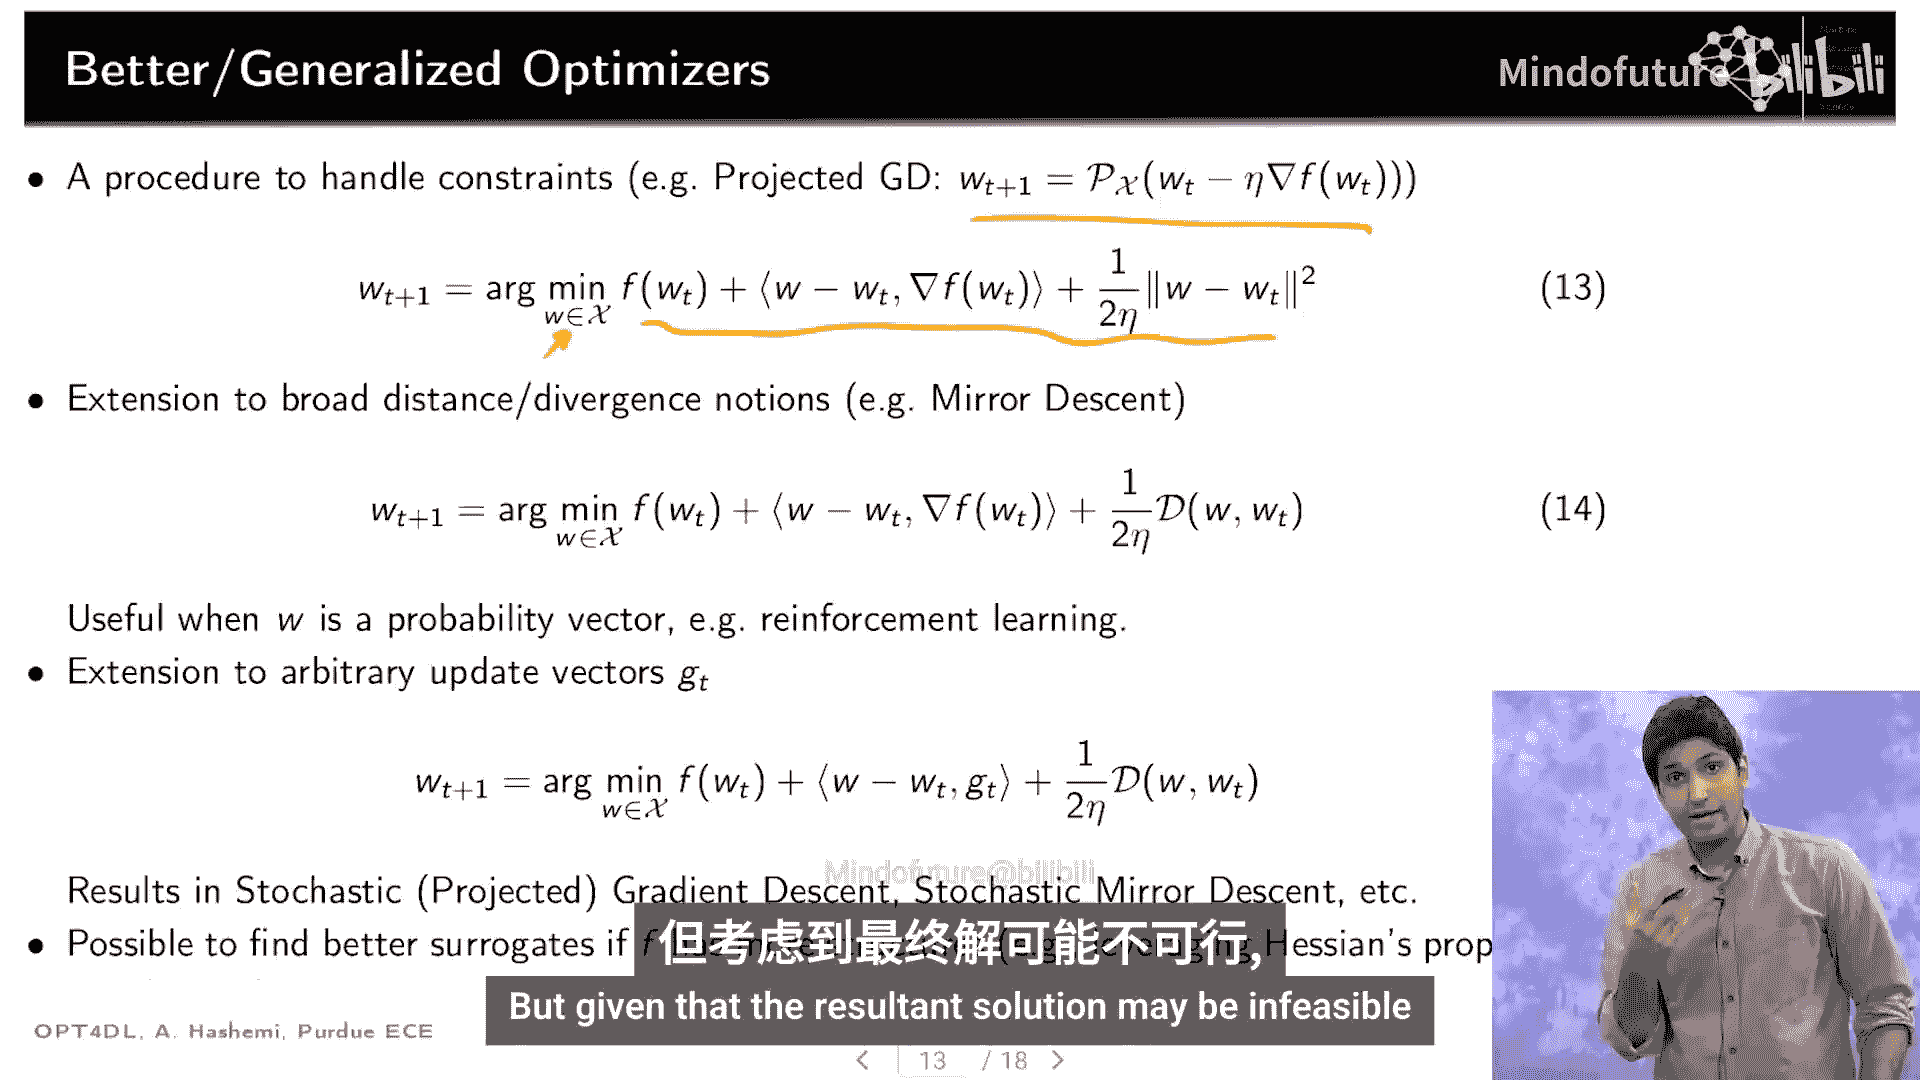 Better/Generalized Optimizers
Mindofuture bilibili
• A procedure to handle constraints (e.g. Projected GD: w_{t+1} = 𝒫_𝒳(w_t − η∇f(w_t)))
w_{t+1} = arg min_{w∈𝒳} f(w_t) + ⟨w − w_t, ∇f(w_t)⟩ + \frac{1}{2η}‖w − w_t‖² (13)
• Extension to broad distance/divergence notions (e.g. Mirror Descent)
w_{t+1} = arg min_{w∈𝒳} f(w_t) + ⟨w − w_t, ∇f(w_t)⟩ + \frac{1}{2η}𝒟(w, w_t) (14)
Useful when w is a probability vector, e.g. reinforcement learning.
• Extension to arbitrary update vectors g_t
w_{t+1} = arg min_{w∈𝒳} f(w_t) + ⟨w − w_t, g_t⟩ + \frac{1}{2η}𝒟(w, w_t)
Mindofuture@bilibili
Results in Stochastic (Projected) Gradient Descent, Stochastic Mirror Descent, etc.
• Possible to find better surrogates if f Hessian's prop
但考虑到最终解可能不可行,
But given that the resultant solution may be infeasible
OPT4DL, A. Hashemi, Purdue ECE
13 / 18